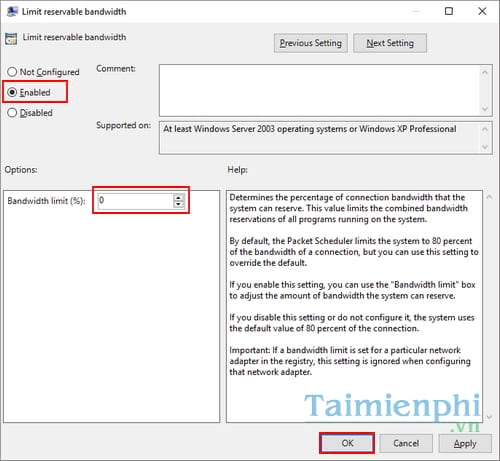 Limit reservable bandwidth
Limit reservable bandwidth
Previous Setting
Next Setting
Not Configured
Comment:
Enabled
Disabled
Supported on:
At least Windows Server 2003 operating systems or Windows XP Professional
Options:
Help:
Bandwidth limit (%):
0
Determines the percentage of connection bandwidth that the
system can reserve. This value limits the combined bandwidth
reservations of all programs running on the system.
By default, the Packet Scheduler limits the system to 80 percent
of the bandwidth of a connection, but you can use this setting to
override the default.
If you enable this setting, you can use the "Bandwidth limit" box
to adjust the amount of bandwidth the system can reserve.
If you disable this setting or do not configure it, the system uses
the default value of 80 percent of the connection.
Important: If a bandwidth limit is set for a particular network
adapter in the registry, this setting is ignored when configuring
that network adapter.
Taimienphi
.vn
OK
Cancel
Apply